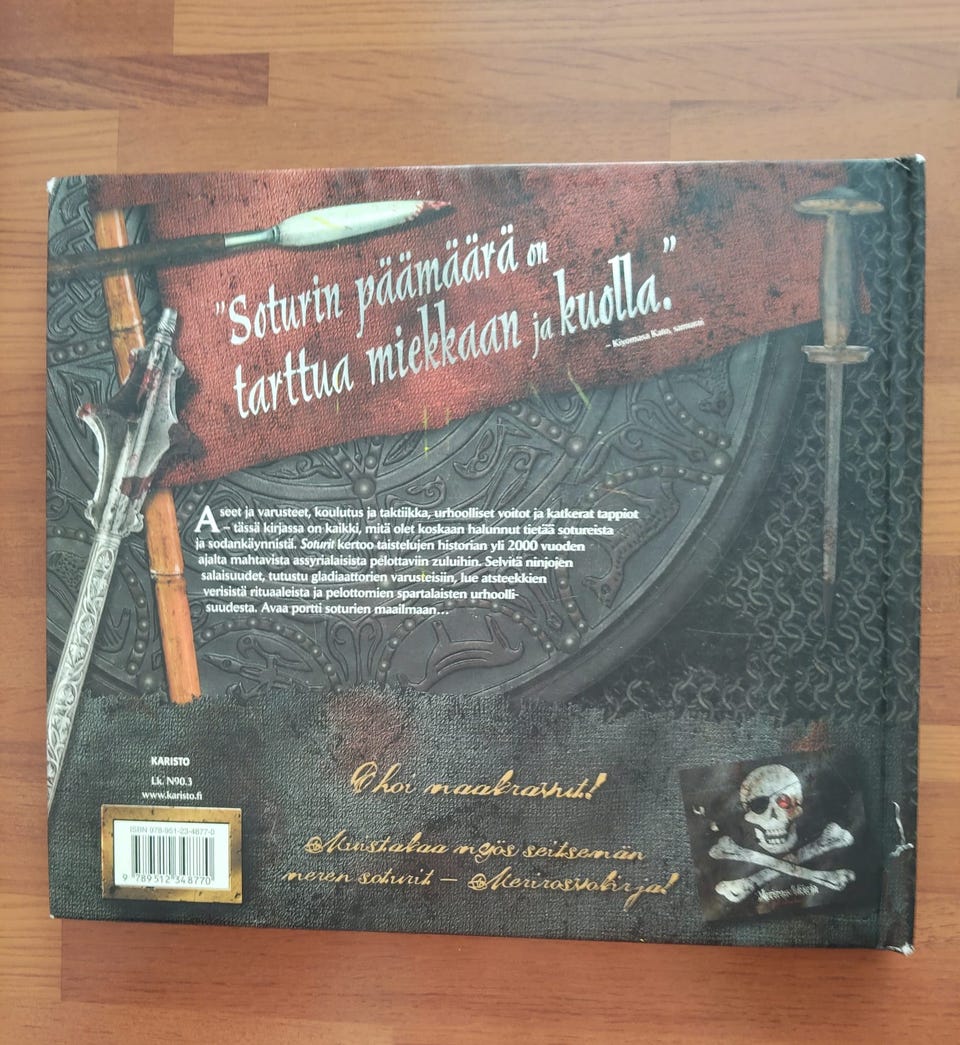 "Soturin päämäärä on
tarttua miekkaan ja kuolla."
– Kiyomasa Kato, samurai
Aseet ja varusteet, koulutus ja taktiikka, urhoolliset voitot ja katkerat tappiot
– tässä kirjassa on kaikki, mitä olet koskaan halunnut tietää sotureista
ja sodankäynnistä. Soturit kertoo taistelujen historian yli 2000 vuoden
ajalta mahtavista assyrialaisista pelottaviin zuluihin. Selvitä ninjojen
salaisuudet, tutustu gladiaattorien varusteisiin, lue atsteekkien
verisistä rituaaleista ja pelottomien spartalaisten urhoolli-
suudesta. Avaa portti soturien maailmaan...
KARISTO
Lk. N90.3
www.karisto.fi
ISBN 978-951-23-4877-0
9 789512 348770
Ohoi maakravut!
Muistakaa myös seitsemän
meren soturit – Merirosvokirja!